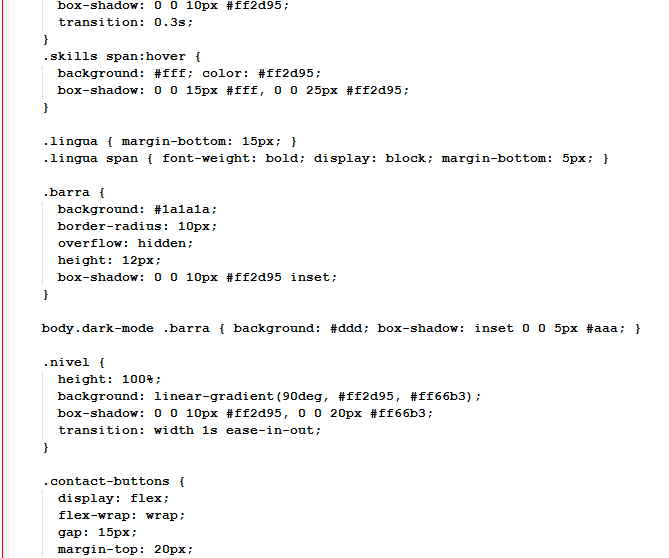 box-shadow: 0 0 10px #ff2d95;
transition: 0.3s;
}
.skills span:hover {
background: #fff; color: #ff2d95;
box-shadow: 0 0 15px #fff, 0 0 25px #ff2d95;
}
.lingua { margin-bottom: 15px; }
.lingua span { font-weight: bold; display: block; margin-bottom: 5px; }
.barra {
background: #1a1a1a;
border-radius: 10px;
overflow: hidden;
height: 12px;
box-shadow: 0 0 10px #ff2d95 inset;
}
body.dark-mode .barra { background: #ddd; box-shadow: inset 0 0 5px #aaa; }
.nivel {
height: 100%;
background: linear-gradient(90deg, #ff2d95, #ff66b3);
box-shadow: 0 0 10px #ff2d95, 0 0 20px #ff66b3;
transition: width 1s ease-in-out;
}
.contact-buttons {
display: flex;
flex-wrap: wrap;
gap: 15px;
margin-top: 20px;